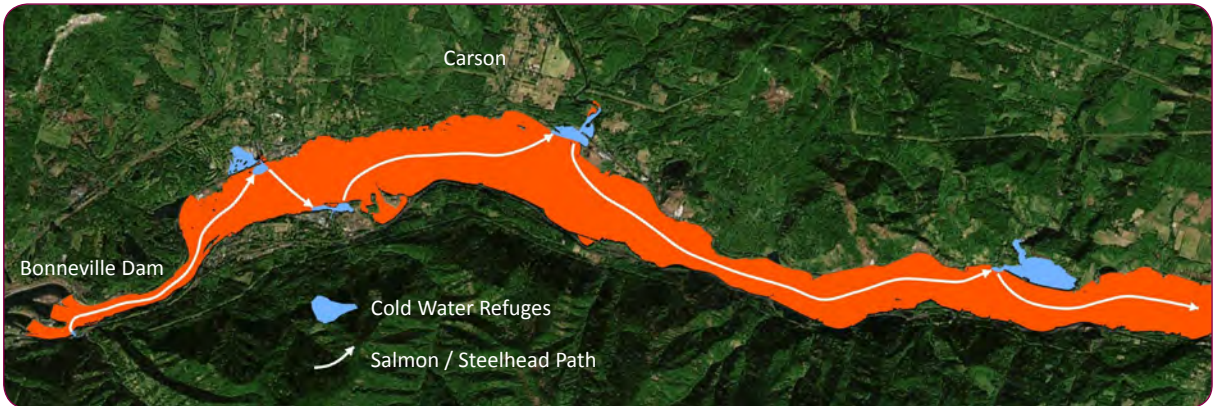 Carson
Bonneville Dam
Cold Water Refuges
Salmon / Steelhead Path